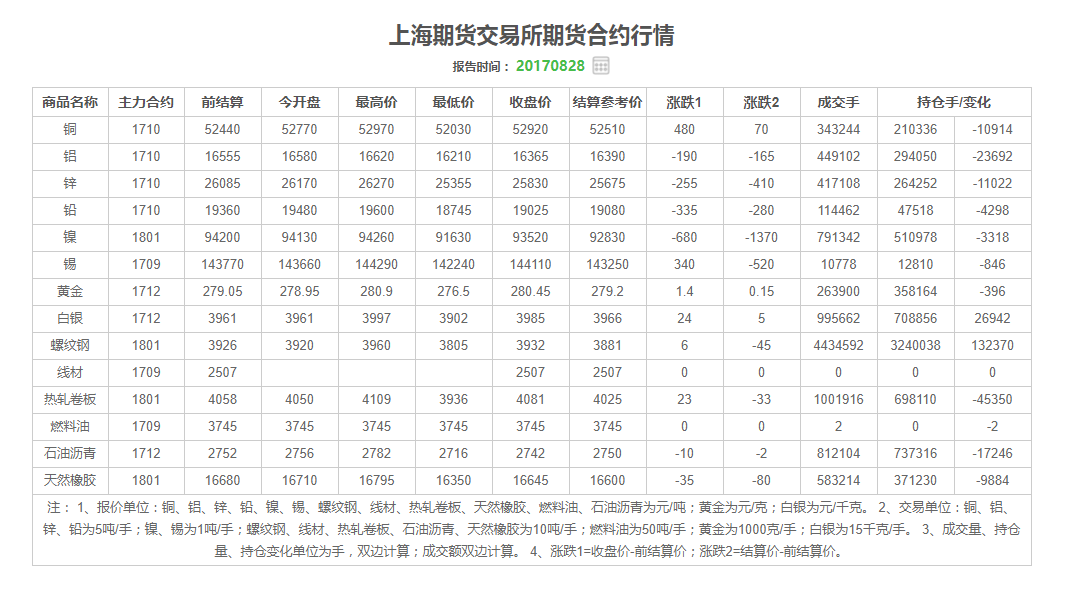 上海期货交易所期货合约行情
报告时间： 20170828
商品名称 主力合约 前结算 今开盘 最高价 最低价 收盘价 结算参考价 涨跌1 涨跌2 成交手 持仓手/变化
铜 1710 52440 52770 52970 52030 52920 52510 480 70 343244 210336 -10914
铝 1710 16555 16580 16620 16210 16365 16390 -190 -165 449102 294050 -23692
锌 1710 26085 26170 26270 25355 25830 25675 -255 -410 417108 264252 -11022
铅 1710 19360 19480 19600 18745 19025 19080 -335 -280 114462 47518 -4298
镍 1801 94200 94130 94260 91630 93520 92830 -680 -1370 791342 510978 -3318
锡 1709 143770 143660 144290 142240 144110 143250 340 -520 10778 12810 -846
黄金 1712 279.05 278.95 280.9 276.5 280.45 279.2 1.4 0.15 263900 358164 -396
白银 1712 3961 3961 3997 3902 3985 3966 24 5 995662 708856 26942
螺纹钢 1801 3926 3920 3960 3805 3932 3881 6 -45 4434592 3240038 132370
线材 1709 2507 2507 2507 0 0 0 0 0
热轧卷板 1801 4058 4050 4109 3936 4081 4025 23 -33 1001916 698110 -45350
燃料油 1709 3745 3745 3745 3745 3745 3745 0 0 2 0 -2
石油沥青 1712 2752 2756 2782 2716 2742 2750 -10 -2 812104 737316 -17246
天然橡胶 1801 16680 16710 16795 16350 16645 16600 -35 -80 583214 371230 -9884
注： 1、报价单位：铜、铝、锌、铅、镍、锡、螺纹钢、线材、热轧卷板、天然橡胶、燃料油、石油沥青为元/吨；黄金为元/克；白银为元/千克。 2、交易单位：铜、铝、
锌、铅为5吨/手；镍、锡为1吨/手；螺纹钢、线材、热轧卷板、石油沥青、天然橡胶为10吨/手；燃料油为50吨/手；黄金为1000克/手；白银为15千克/手。 3、成交量、持仓
量、持仓变化单位为手，双边计算；成交额双边计算。 4、涨跌1=收盘价-前结算价；涨跌2=结算价-前结算价。